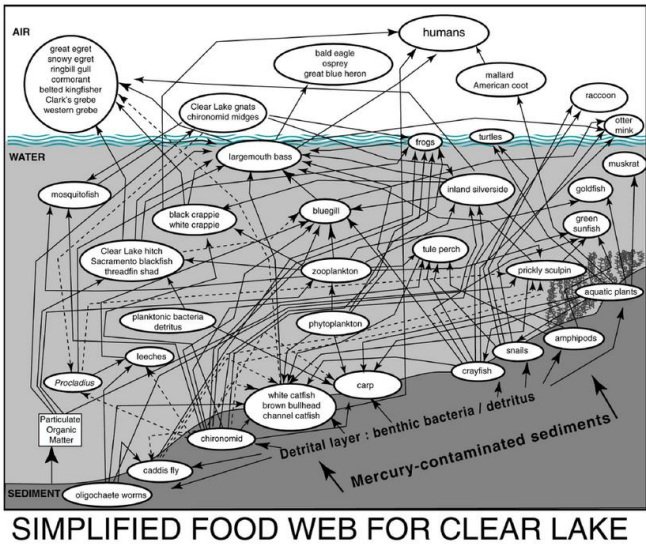 AIR
humans
great egret
snowy egret
ringbill gull
cormorant
belted kingfisher
Clark's grebe
western grebe
bald eagle
osprey
great blue heron
mallard
American coot
raccoon
Clear Lake gnats
chironomid midges
otter
mink
WATER
largemouth bass
frogs
turtles
muskrat
mosquitofish
inland silverside
goldfish
black crappie
white crappie
bluegill
green
sunfish
Clear Lake hitch
Sacramento blackfish
threadfin shad
tule perch
zooplankton
prickly sculpin
aquatic plants
planktonic bacteria
detritus
phytoplankton
amphipods
snails
leeches
crayfish
Procladius
carp
white catfish
brown bullhead
channel catfish
Particulate
Organic
Matter
chironomid
Detrital layer : benthic bacteria / detritus
Mercury-contaminated sediments
caddis fly
SEDIMENT
oligochaete worms
SIMPLIFIED FOOD WEB FOR CLEAR LAKE